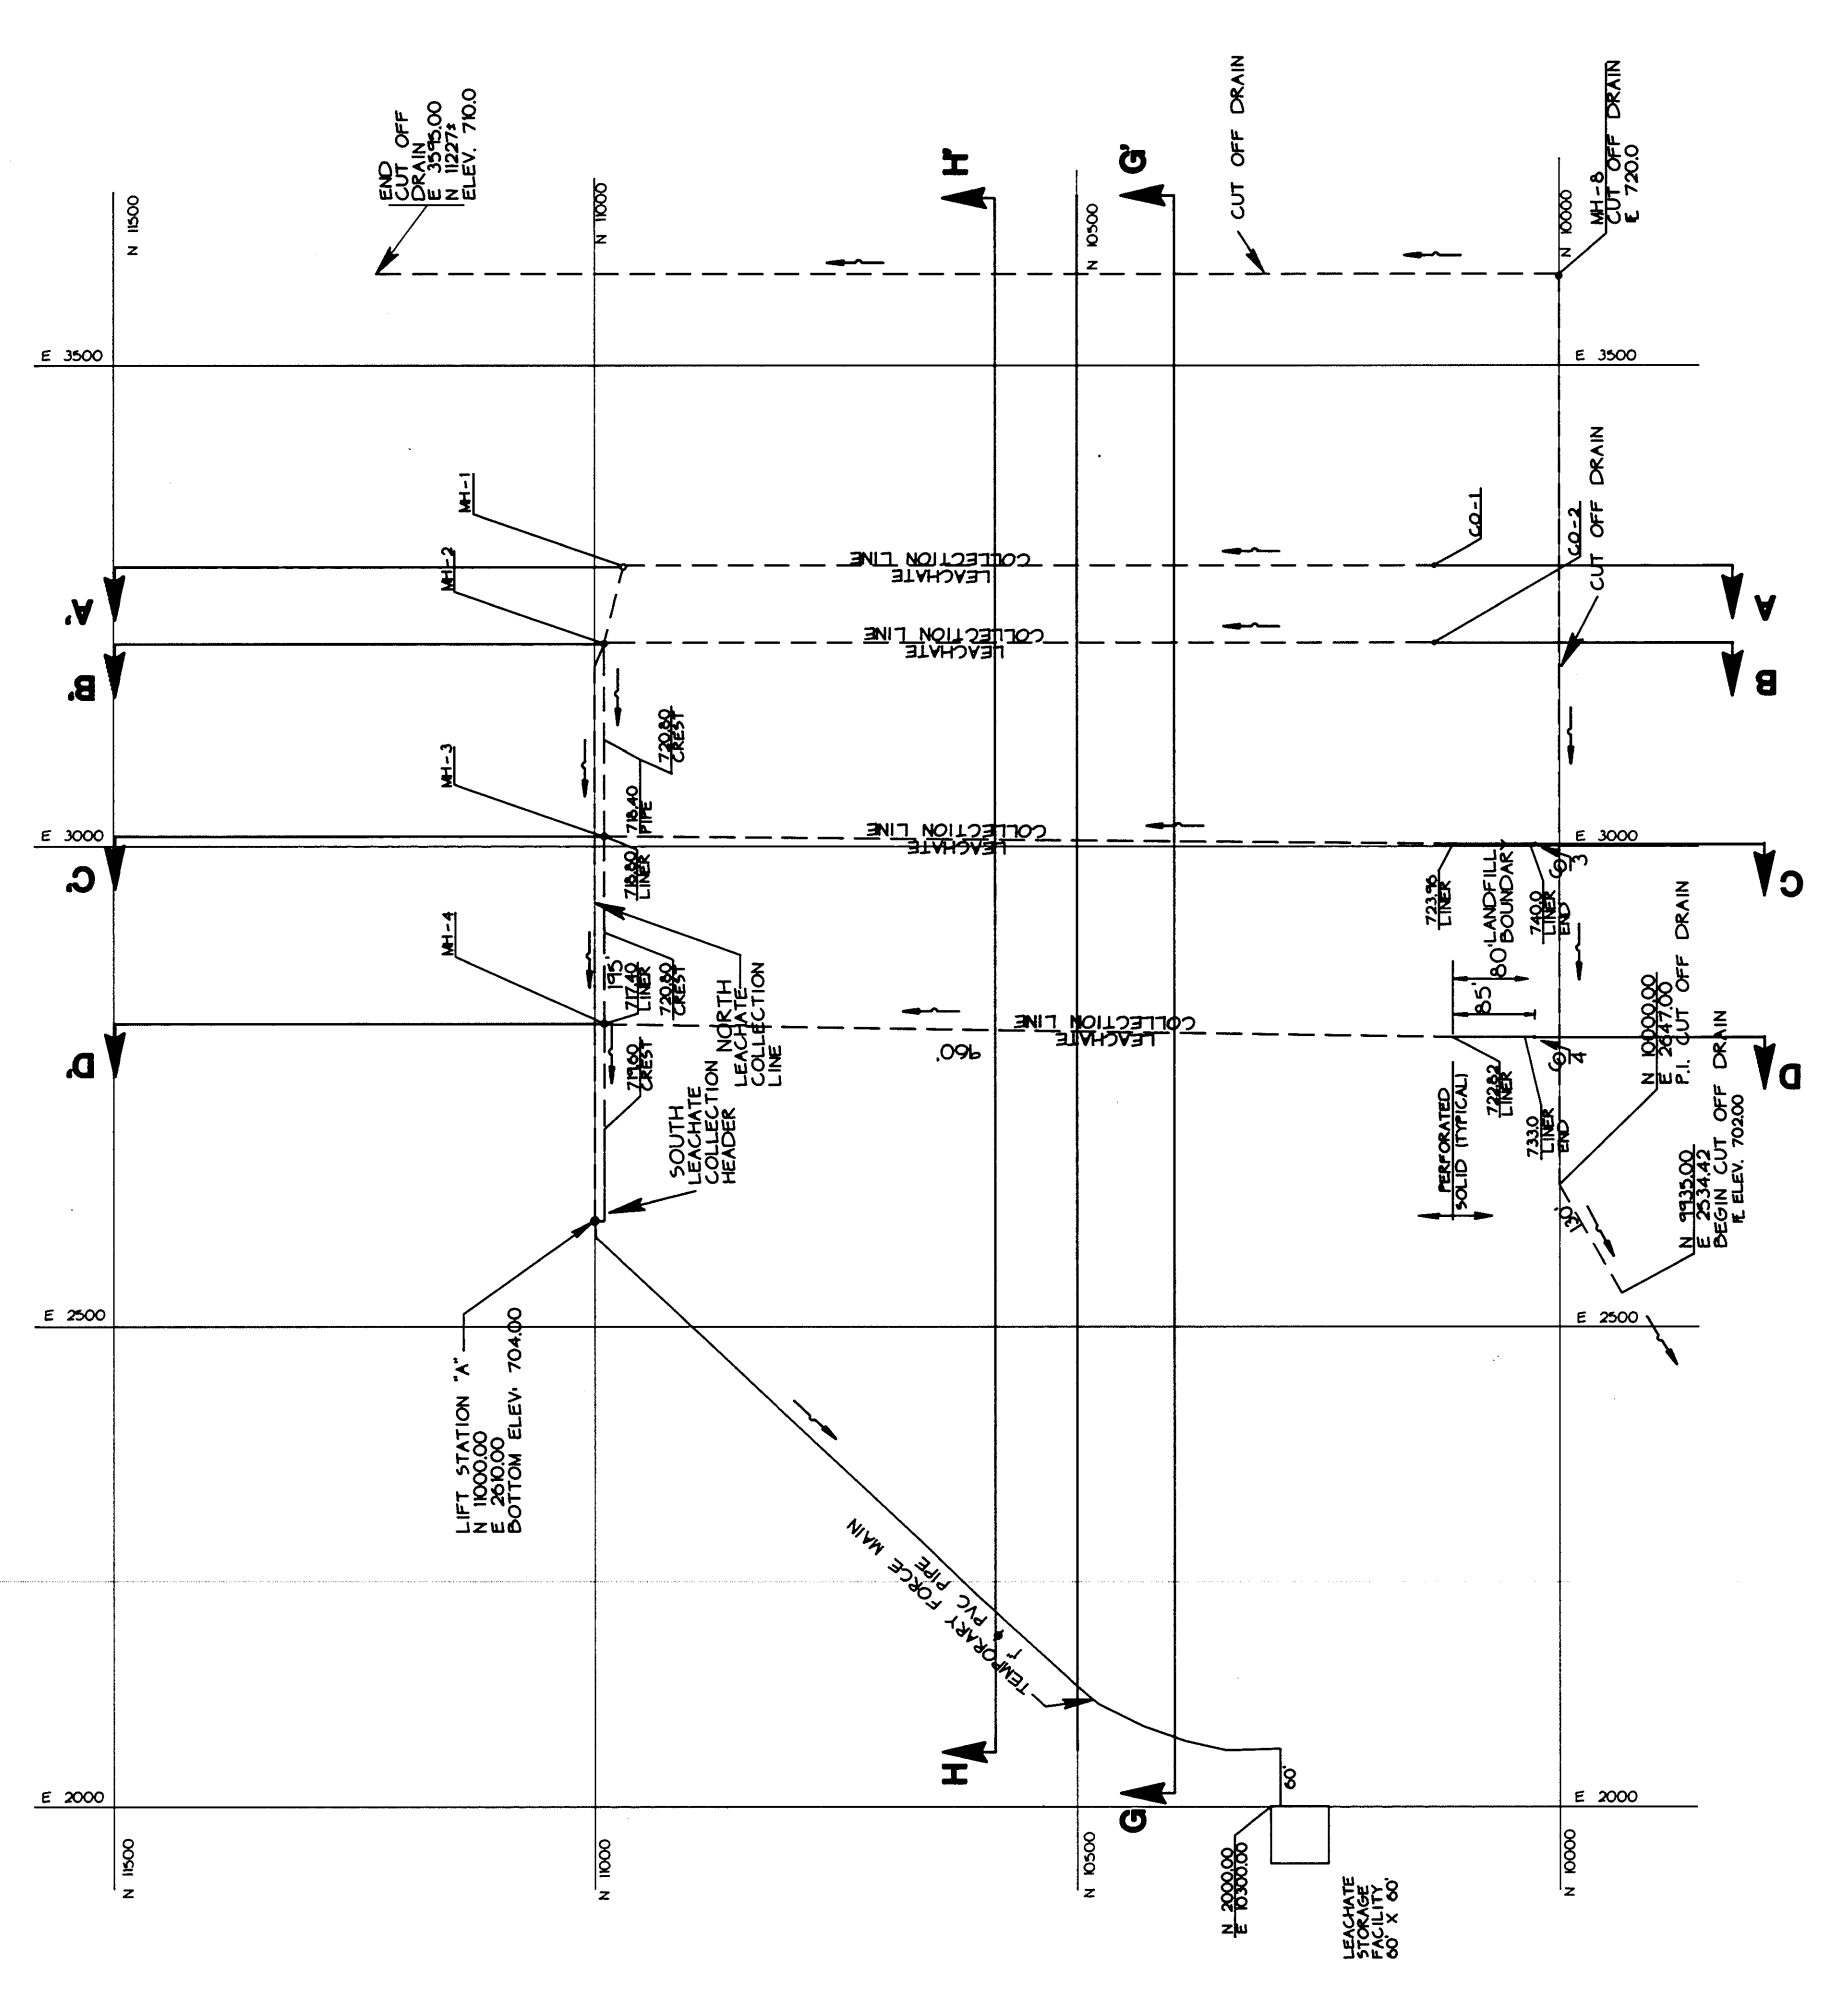 N 11500
END
CUT OFF
DRAIN
E 3595.00
N 11227±
ELEV. 710.0
N 11000
H'
N 10500
G'
CUT OFF DRAIN
N 10000
MH-8
CUT OFF DRAIN
IE 720.0
E 3500
E 3500
MH-1
MH-2
LEACHATE
COLLECTION LINE
CO-1
CO-2
CUT OFF DRAIN
A'
A
LEACHATE
COLLECTION LINE
B'
B
720.80
CREST
MH-3
718.40
PIPE
E 3000
LEACHATE
COLLECTION LINE
E 3000
718.80
LINER
C'
C
723.96
LINER
80'
LANDFILL
BOUNDARY
740.0
LINER
END
CO
3
MH-4
195'
717.40
LINER
720.80
CREST
NORTH
LEACHATE
COLLECTION
LINE
85'
LEACHATE
COLLECTION LINE
960'
D'
D
719.60
CREST
SOUTH
LEACHATE
COLLECTION
HEADER
PERFORATED
SOLID (TYPICAL)
722.82
LINER
733.0
LINER
END
CO
4
N 10000.00
E 2647.00
P.I. CUT OFF DRAIN
130'
N 9935.00
E 2534.42
BEGIN CUT OFF DRAIN
IE ELEV. 702.00
E 2500
E 2500
LIFT STATION "A"
N 11000.00
E 2610.00
BOTTOM ELEV. 704.00
TEMPORARY FORCE MAIN
1" PVC PIPE
H
G
E 2000
E 2000
60'
N 11500
N 11000
N 10500
N 10000
N 2000.00
E 10300.00
LEACHATE
STORAGE
FACILITY
60' X 60'